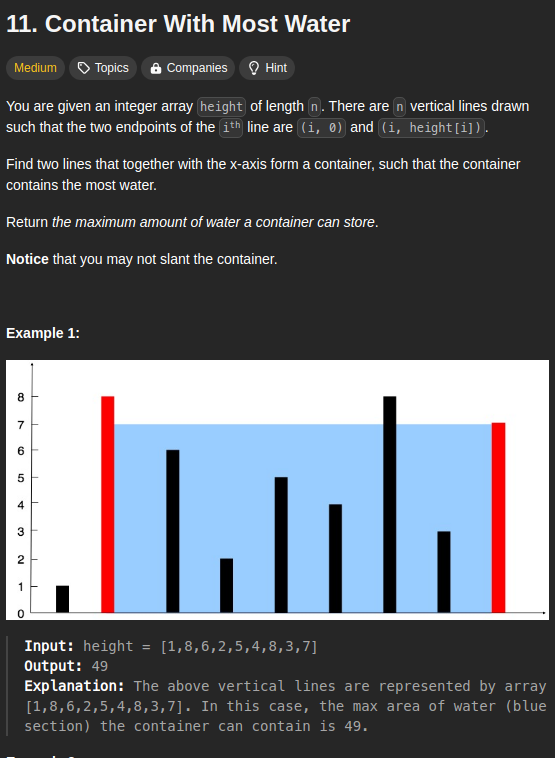 11. Container With Most Water
Medium Topics Companies Hint
You are given an integer array height of length n. There are n vertical lines drawn
such that the two endpoints of the ith line are (i, 0) and (i, height[i]).
Find two lines that together with the x-axis form a container, such that the container
contains the most water.
Return the maximum amount of water a container can store.
Notice that you may not slant the container.
Example 1:
8
7
6
5
4
3
2
1
0
Input: height = [1,8,6,2,5,4,8,3,7]
Output: 49
Explanation: The above vertical lines are represented by array
[1,8,6,2,5,4,8,3,7]. In this case, the max area of water (blue
section) the container can contain is 49.